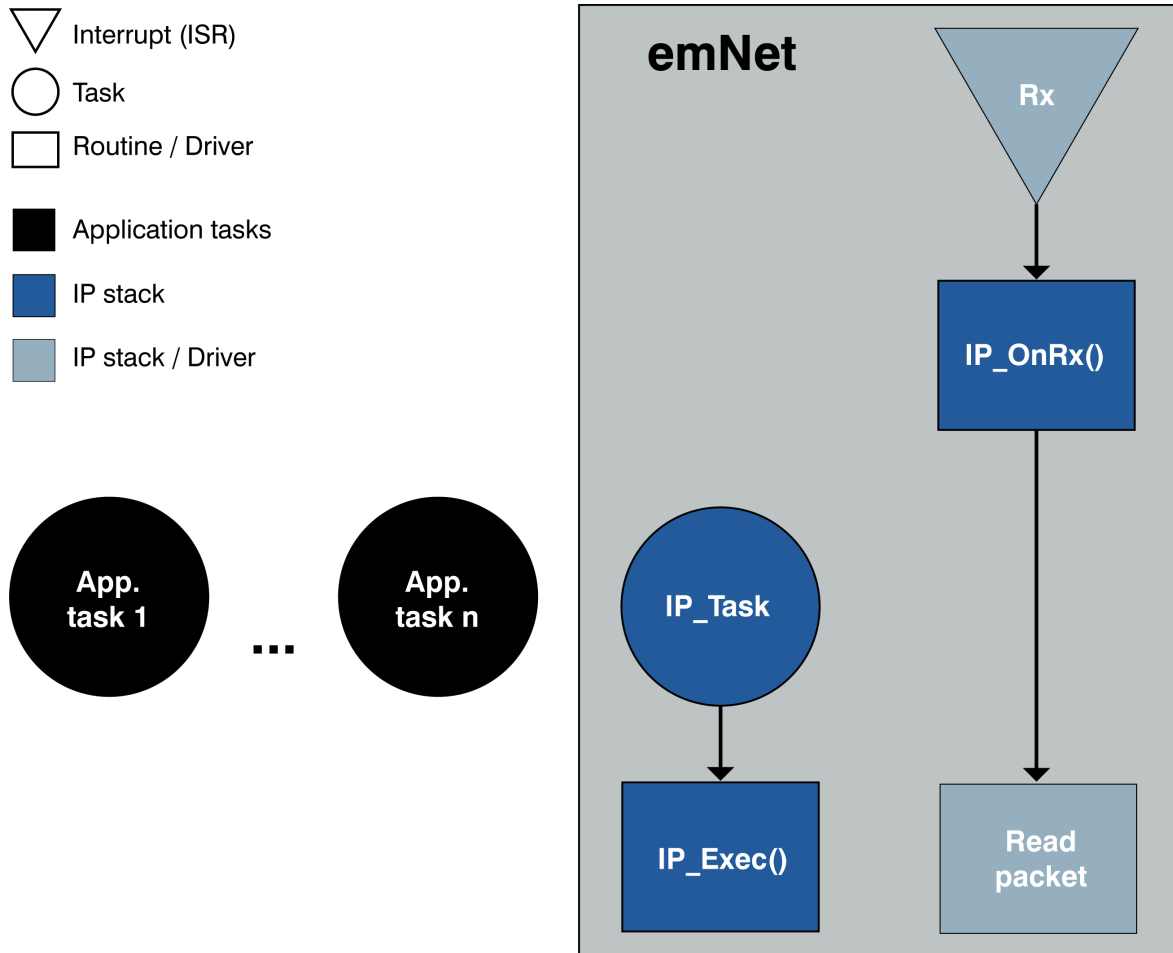 Interrupt (ISR)
Task
Routine / Driver
Application tasks
IP stack
IP stack / Driver
App.
task 1
...
App.
task n
emNet
Rx
IP_OnRx()
IP_Task
IP_Exec()
Read
packet